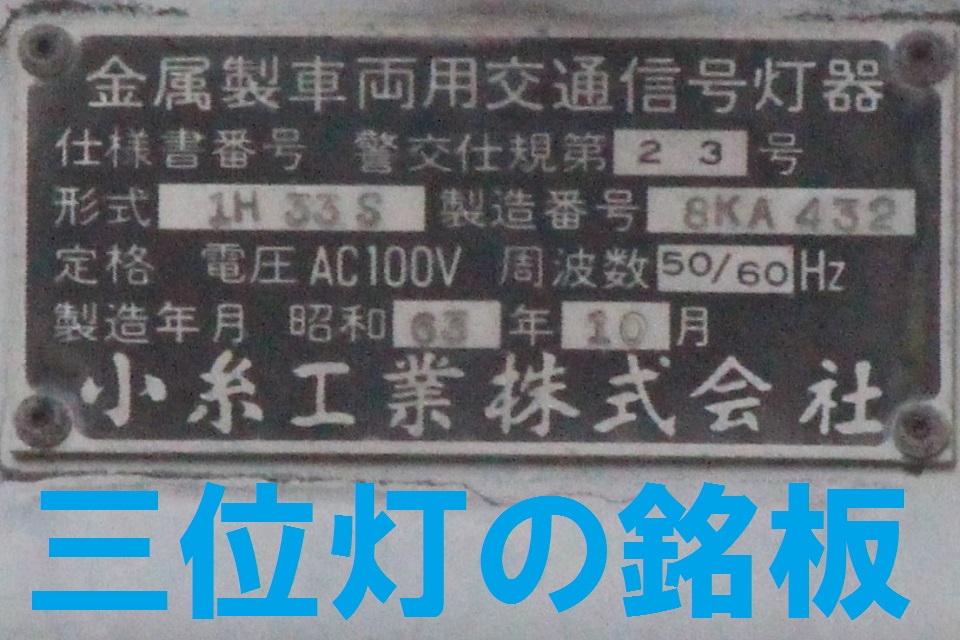 金属製車両用交通信号灯器
仕様書番号 警交仕規第 23 号
形式 1H 33 S 製造番号 8KA 432
定格 電圧 AC100V 周波数 50/60 Hz
製造年月 昭和 63 年 10 月
小糸工業株式会社
三位灯の銘板